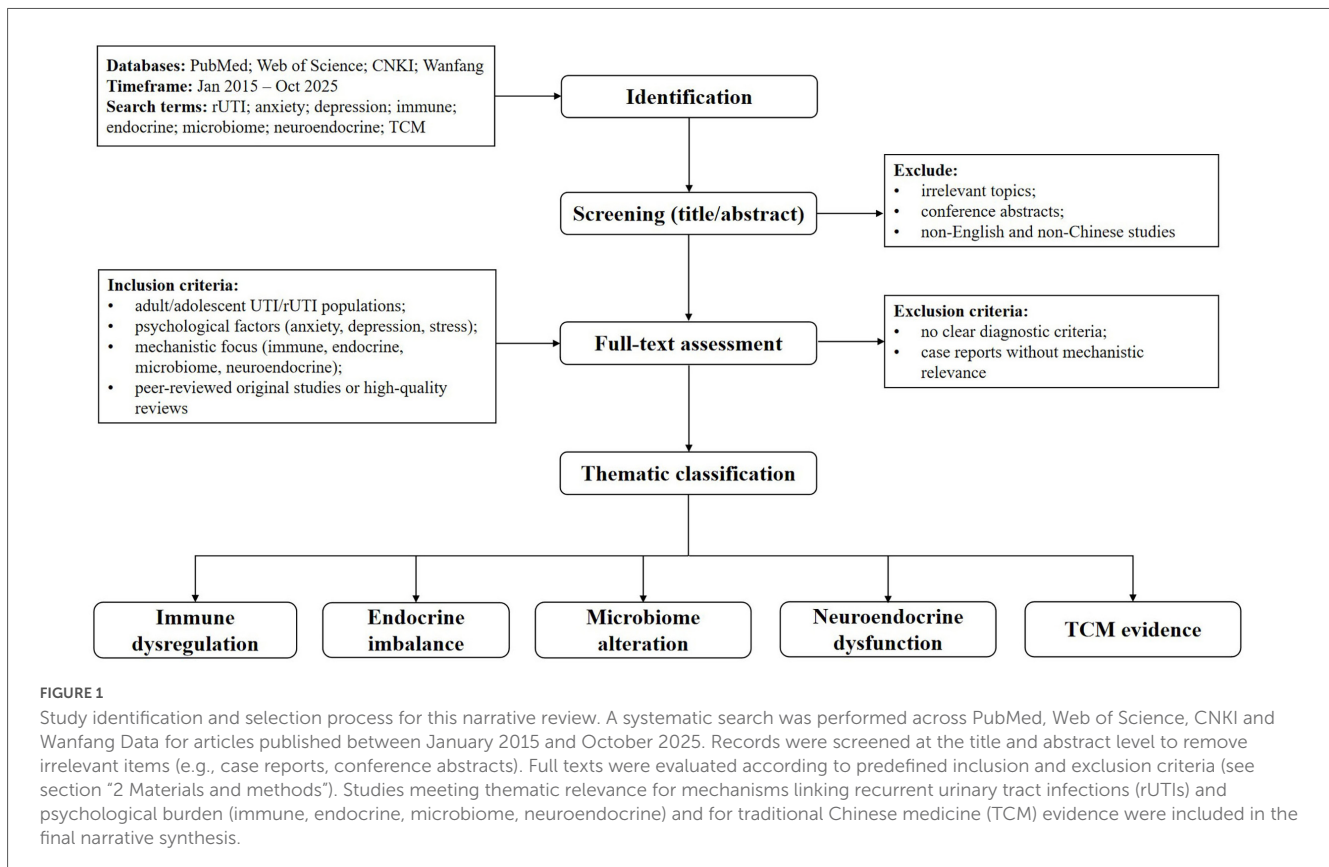 Databases: PubMed; Web of Science; CNKI; Wanfang
Timeframe: Jan 2015 – Oct 2025
Search terms: rUTI; anxiety; depression; immune;
endocrine; microbiome; neuroendocrine; TCM
Identification
Screening (title/abstract)
Exclude:
• irrelevant topics;
• conference abstracts;
• non-English and non-Chinese studies
Inclusion criteria:
• adult/adolescent UTI/rUTI populations;
• psychological factors (anxiety, depression, stress);
• mechanistic focus (immune, endocrine,
microbiome, neuroendocrine);
• peer-reviewed original studies or high-quality
reviews
Full-text assessment
Exclusion criteria:
• no clear diagnostic criteria;
• case reports without mechanistic
relevance
Thematic classification
Immune
dysregulation
Endocrine
imbalance
Microbiome
alteration
Neuroendocrine
dysfunction
TCM evidence
FIGURE 1
Study identification and selection process for this narrative review. A systematic search was performed across PubMed, Web of Science, CNKI and
Wanfang Data for articles published between January 2015 and October 2025. Records were screened at the title and abstract level to remove
irrelevant items (e.g., case reports, conference abstracts). Full texts were evaluated according to predefined inclusion and exclusion criteria (see
section "2 Materials and methods"). Studies meeting thematic relevance for mechanisms linking recurrent urinary tract infections (rUTIs) and
psychological burden (immune, endocrine, microbiome, neuroendocrine) and for traditional Chinese medicine (TCM) evidence were included in the
final narrative synthesis.